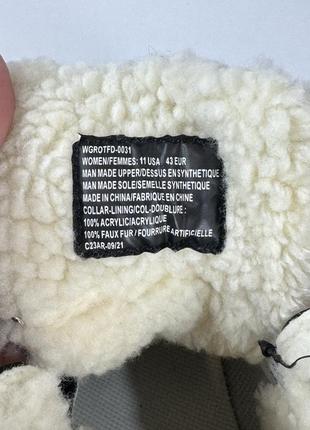 WGROTFD-0031
WOMEN/FEMMES: 11 USA 43 EUR
MAN MADE UPPER/DESSUS EN SYNTHETIQUE
MAN MADE SOLE/SEMELLE SYNTHETIQUE
MADE IN CHINA/FABRIQUE EN CHINE
COLLAR-LINING/COL-DOUBLURE :
100% ACRYLIC/ACRYLIQUE
100% FAUX FUR / FOURRURE ARTIFICIELLE
C23AR-09/21